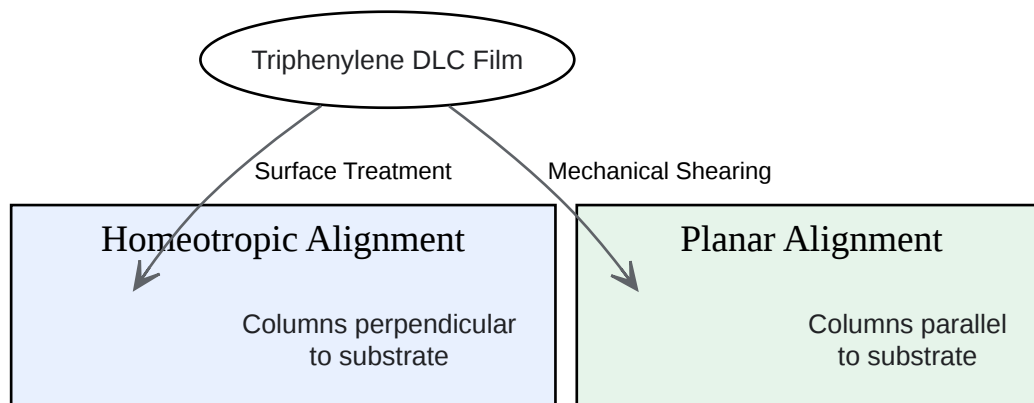 Triphenylene DLC Film
Surface Treatment
Mechanical Shearing
Homeotropic Alignment
Planar Alignment
Columns perpendicular
to substrate
Columns parallel
to substrate